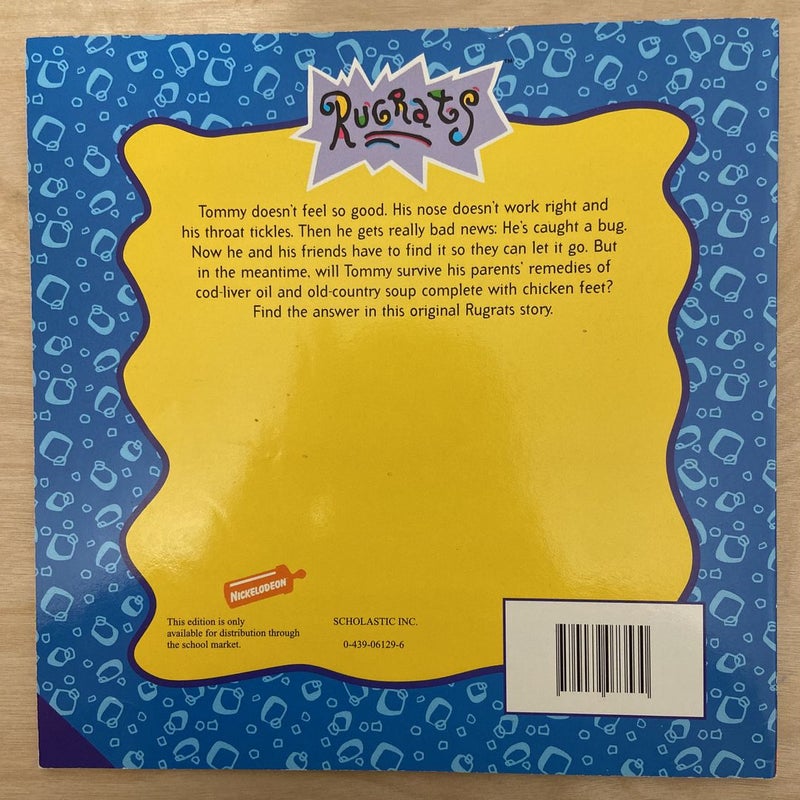 RUGRATS™
Tommy doesn't feel so good. His nose doesn't work right and
his throat tickles. Then he gets really bad news: He's caught a bug.
Now he and his friends have to find it so they can let it go. But
in the meantime, will Tommy survive his parents' remedies of
cod-liver oil and old-country soup complete with chicken feet?
Find the answer in this original Rugrats story.
NICKELODEON
This edition is only
available for distribution through
the school market.
SCHOLASTIC INC.
0-439-06129-6